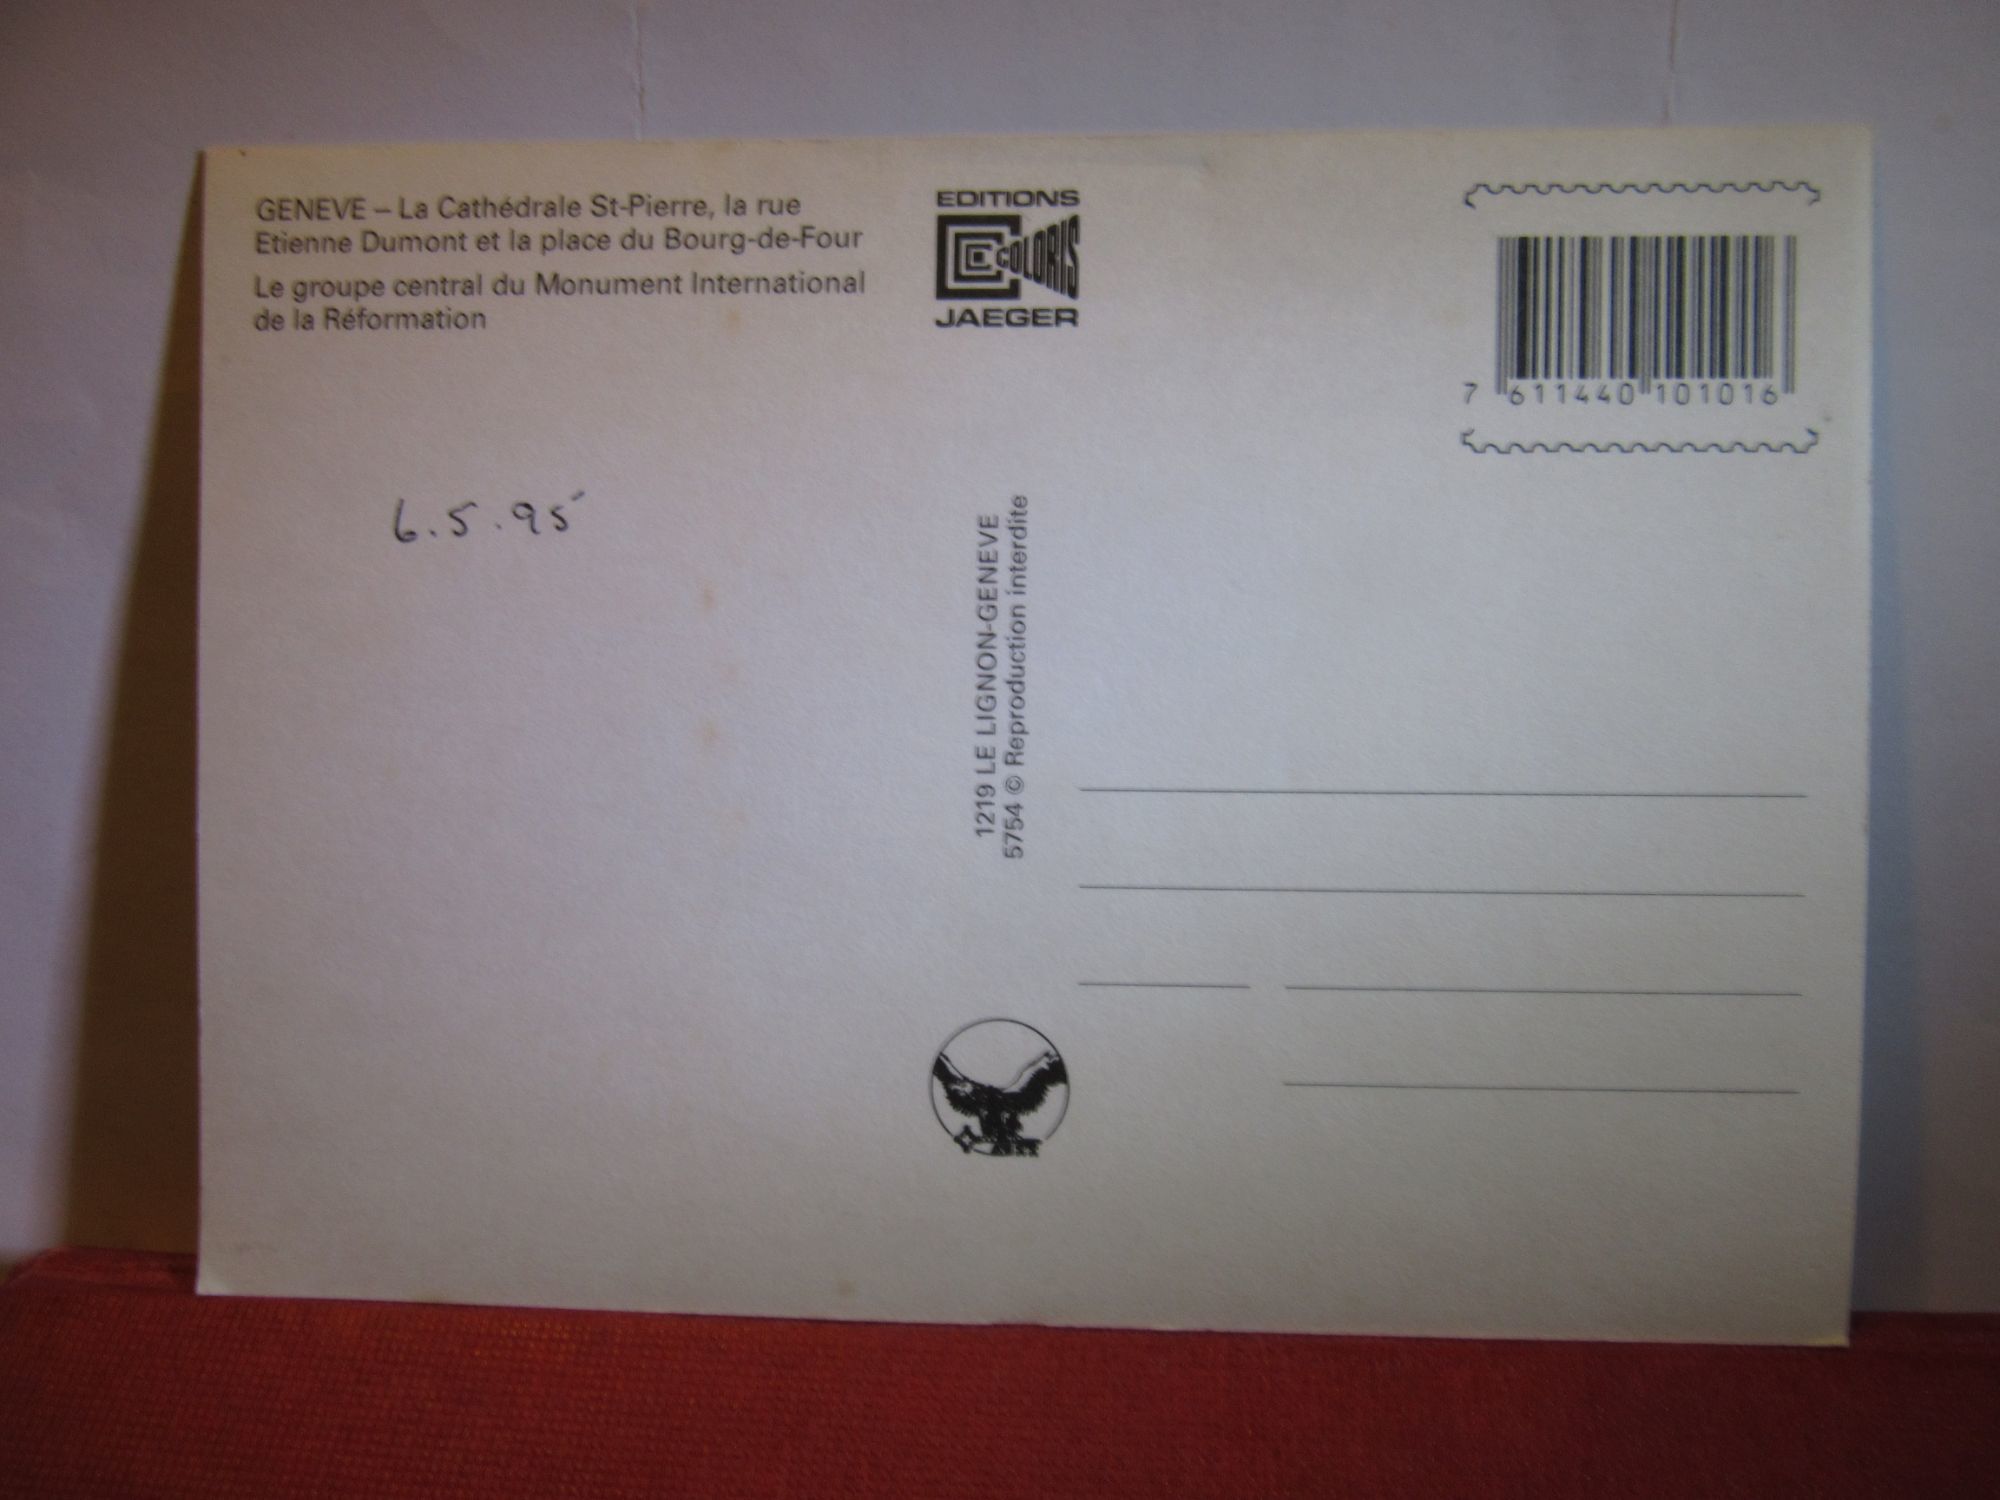 GENEVE – La Cathédrale St-Pierre, la rue
Etienne Dumont et la place du Bourg-de-Four
Le groupe central du Monument International
de la Réformation
6.5.95
EDITIONS
COLORIS
JAEGER
1219 LE LIGNON-GENEVE
5754 © Reproduction interdite
7 611440 101016